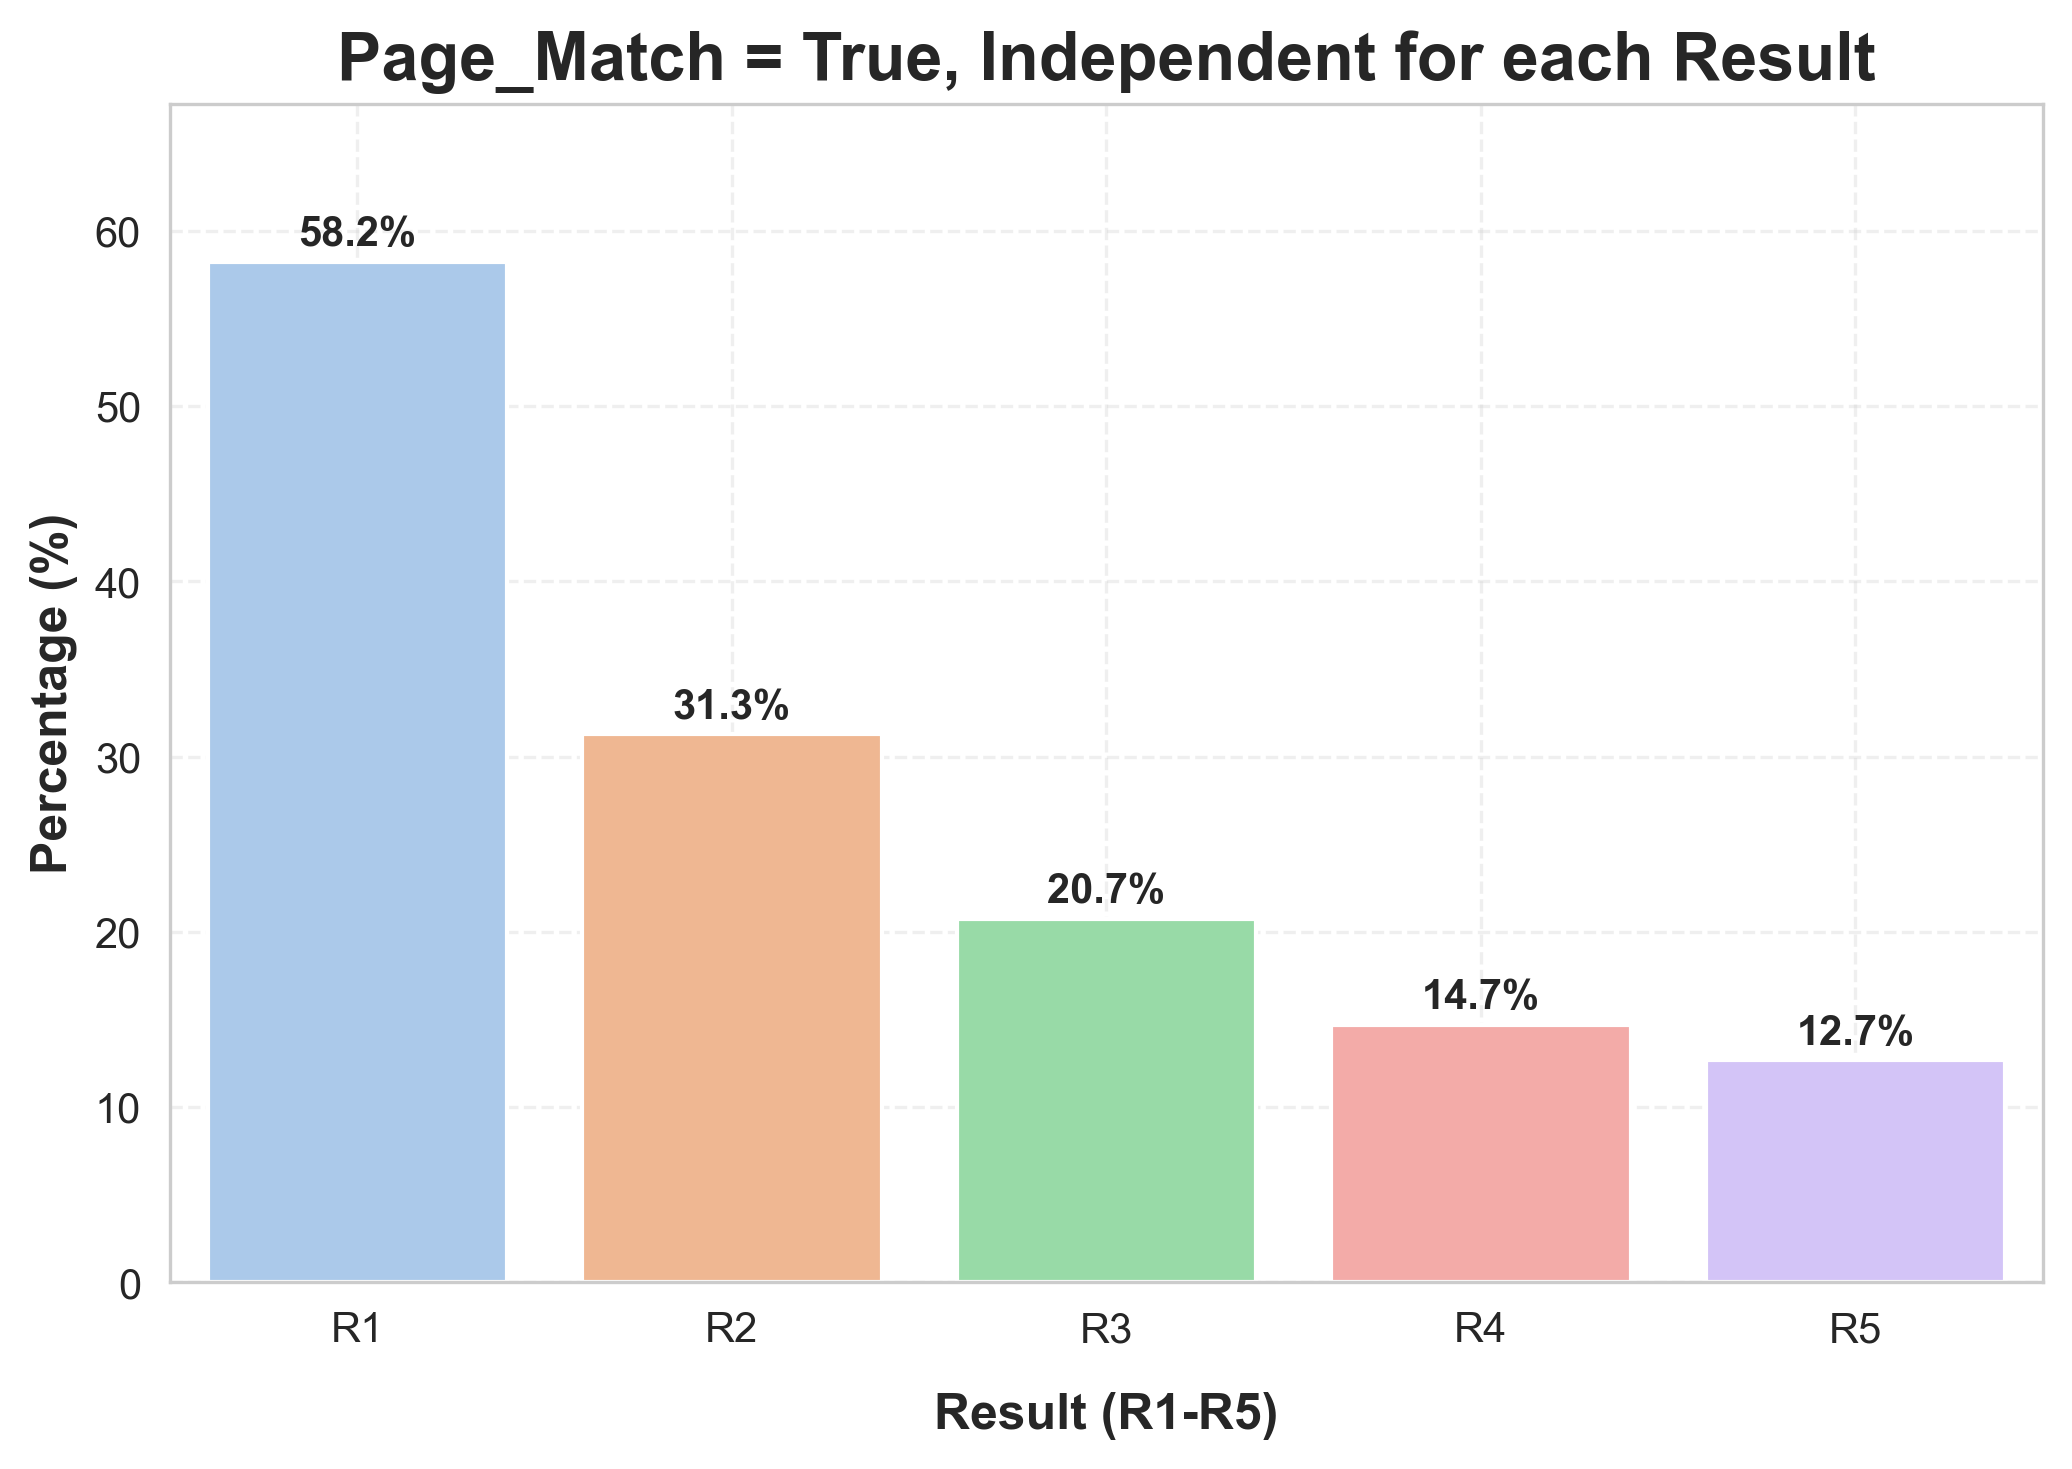 Page_Match = True, Independent for each Result
Percentage (%)
60
50
40
30
20
10
0
58.2%
31.3%
20.7%
14.7%
12.7%
R1
R2
R3
R4
R5
Result (R1-R5)